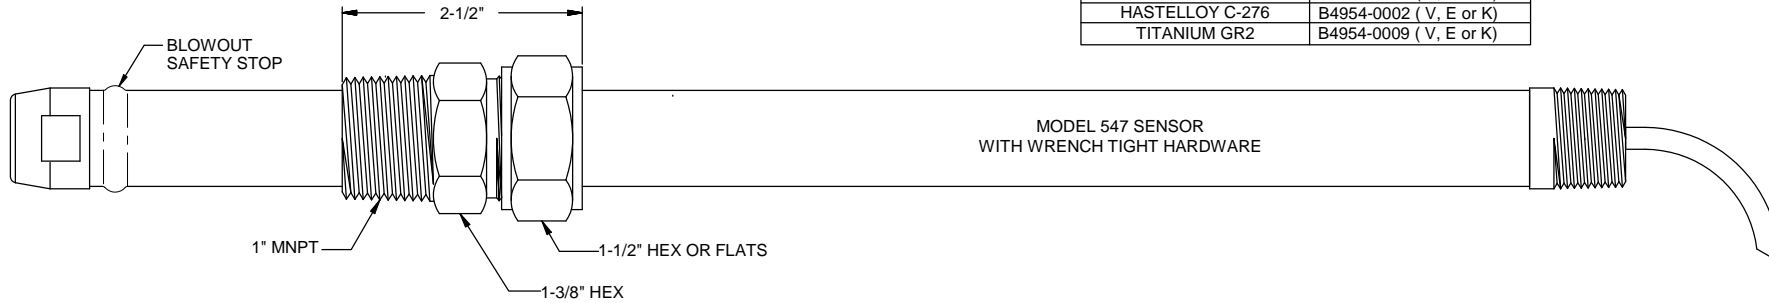 2-1/2"
HASTELLOY C-276 B4954-0002 ( V, E or K)
TITANIUM GR2 B4954-0009 ( V, E or K)
BLOWOUT
SAFETY STOP
MODEL 547 SENSOR
WITH WRENCH TIGHT HARDWARE
1" MNPT
1-1/2" HEX OR FLATS
1-3/8" HEX